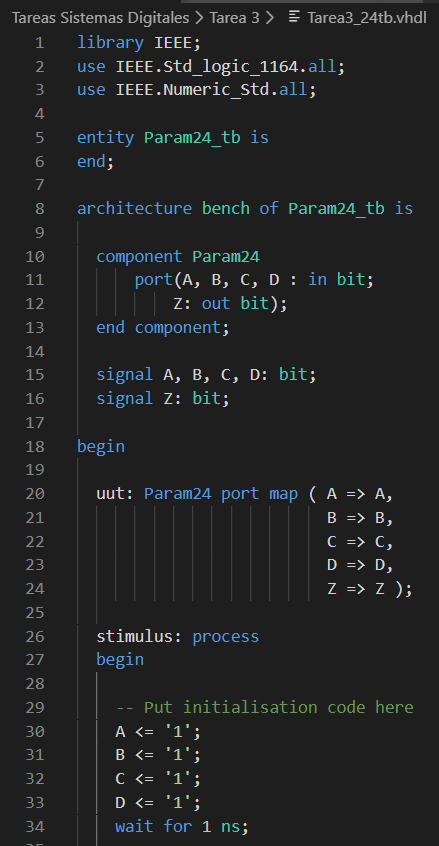 Tareas Sistemas Digitales > Tarea 3 > Tarea3_24tb.vhdl
1 library IEEE;
2 use IEEE.Std_logic_1164.all;
3 use IEEE.Numeric_Std.all;
4
5 entity Param24_tb is
6 end;
7
8 architecture bench of Param24_tb is
9
10 component Param24
11 port(A, B, C, D : in bit;
12 Z: out bit);
13 end component;
14
15 signal A, B, C, D: bit;
16 signal Z: bit;
17
18 begin
19
20 uut: Param24 port map ( A => A,
21 B => B,
22 C => C,
23 D => D,
24 Z => Z );
25
26 stimulus: process
27 begin
28
29 -- Put initialisation code here
30 A <= '1';
31 B <= '1';
32 C <= '1';
33 D <= '1';
34 wait for 1 ns;